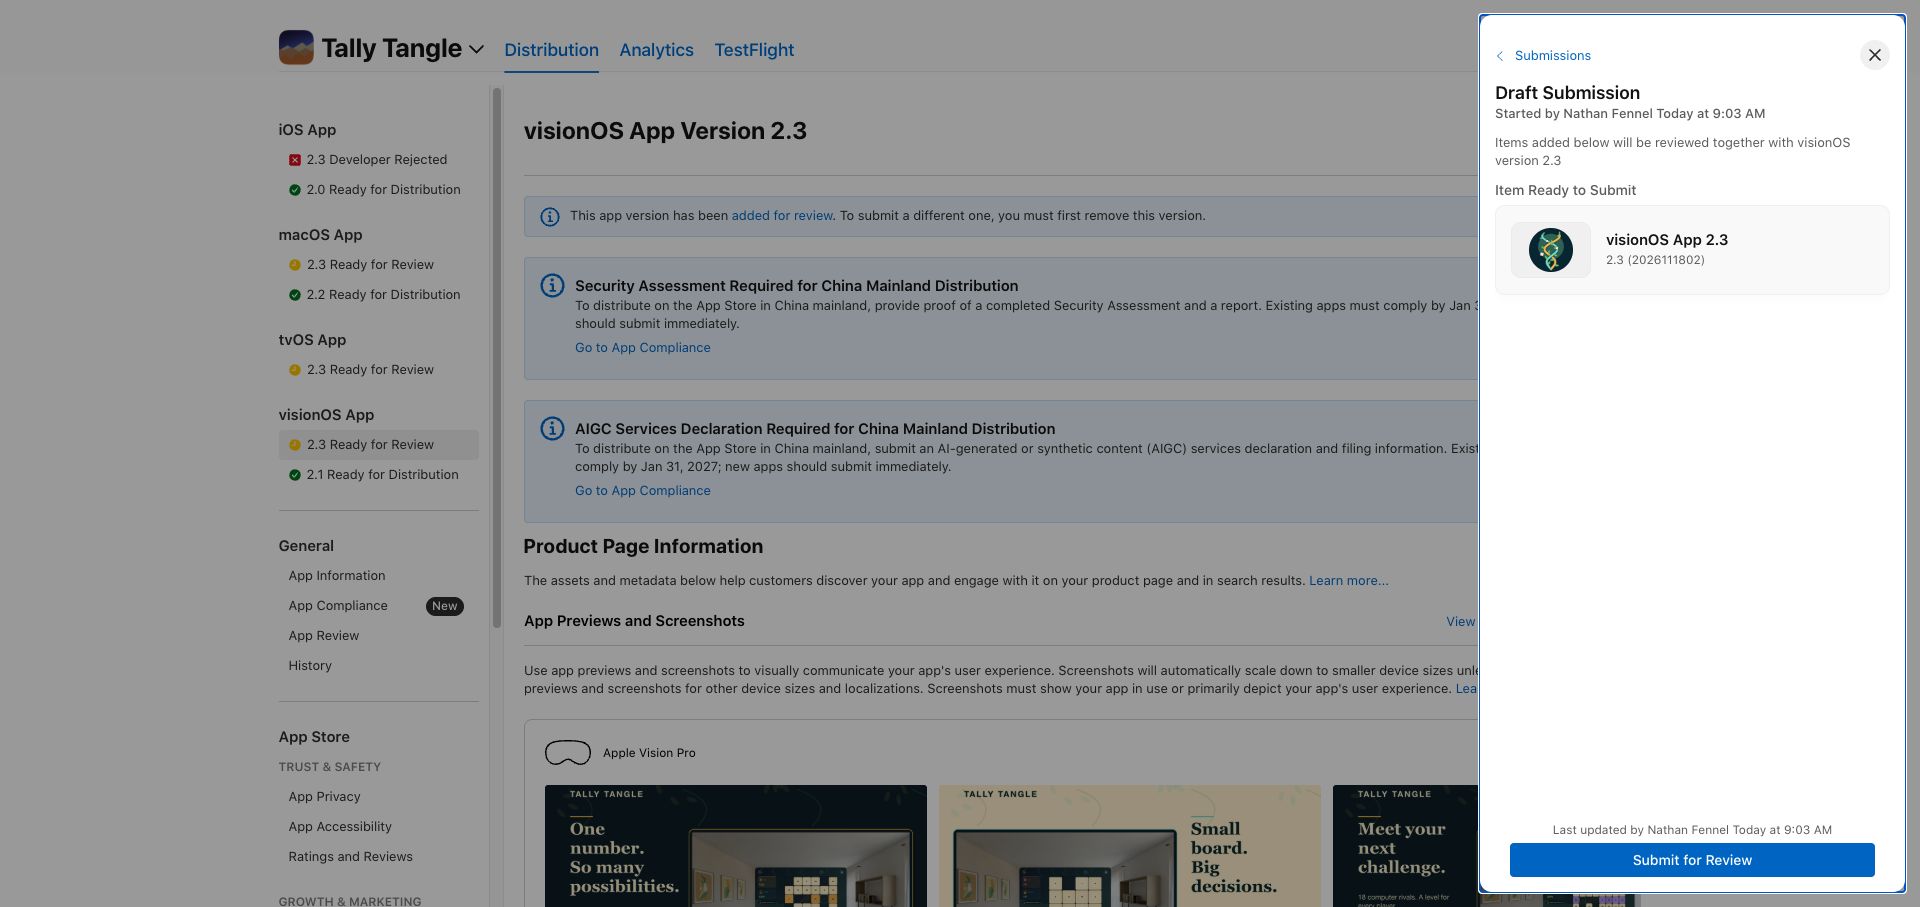 Tally Tangle
Distribution
Analytics
TestFlight
iOS App
2.3 Developer Rejected
2.0 Ready for Distribution
macOS App
2.3 Ready for Review
2.2 Ready for Distribution
tvOS App
2.3 Ready for Review
visionOS App
2.3 Ready for Review
2.1 Ready for Distribution
General
App Information
App Compliance New
App Review
History
App Store
TRUST & SAFETY
App Privacy
App Accessibility
Ratings and Reviews
GROWTH & MARKETING
visionOS App Version 2.3
This app version has been added for review. To submit a different one, you must first remove this version.
Security Assessment Required for China Mainland Distribution
To distribute on the App Store in China mainland, provide proof of a completed Security Assessment and a report. Existing apps must comply by Jan 3
should submit immediately.
Go to App Compliance
AIGC Services Declaration Required for China Mainland Distribution
To distribute on the App Store in China mainland, submit an AI-generated or synthetic content (AIGC) services declaration and filing information. Exist
comply by Jan 31, 2027; new apps should submit immediately.
Go to App Compliance
Product Page Information
The assets and metadata below help customers discover your app and engage with it on your product page and in search results. Learn more...
App Previews and Screenshots
View
Use app previews and screenshots to visually communicate your app's user experience. Screenshots will automatically scale down to smaller device sizes unle
previews and screenshots for other device sizes and localizations. Screenshots must show your app in use or primarily depict your app's user experience. Lea
Apple Vision Pro
TALLY TANGLE
One
number.
So many
possibilities.
TALLY TANGLE
Small
board.
Big
decisions.
TALLY TANGLE
Meet your
next
challenge.
18 computer rivals. A level for
every player.
Submissions
Draft Submission
Started by Nathan Fennel Today at 9:03 AM
Items added below will be reviewed together with visionOS
version 2.3
Item Ready to Submit
visionOS App 2.3
2.3 (2026111802)
Last updated by Nathan Fennel Today at 9:03 AM
Submit for Review